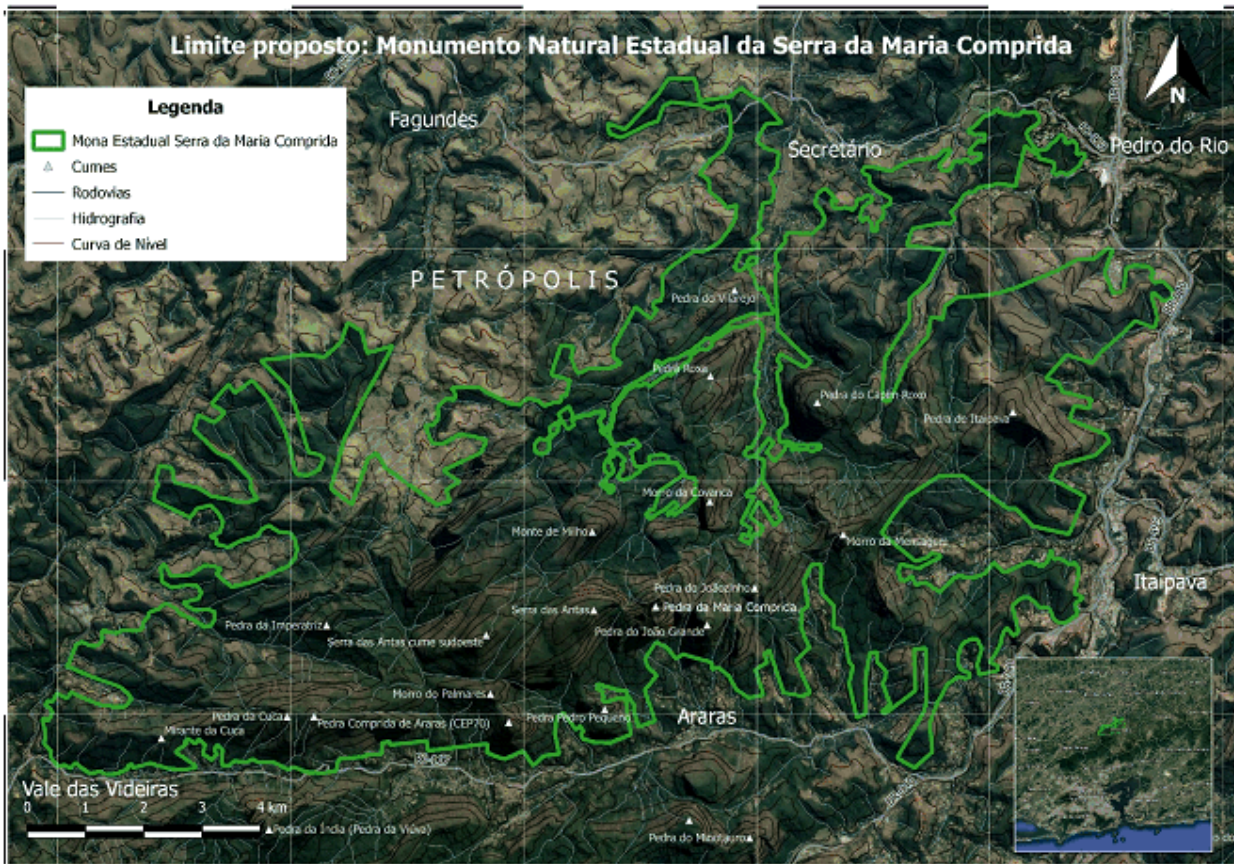 Limite proposto: Monumento Natural Estadual da Serra da Maria Comprida
N
Legenda
Mona Estadual Serra da Maria Comprida
Cumes
Rodovias
Hidrografia
Curva de Nível
Fagundes
Secretário
Pedro do Rio
PETRÓPOLIS
Pedra do Vilarejo
Pedra Roxa
Pedra do Capim Roxo
Pedra de Itaipava
Morro da Covanca
Monte de Milho
Morro da Mensagem
Itaipava
Pedra do Joãozinho
Serra das Antas
Pedra da Maria Comprida
Pedra da Imperatriz
Pedra do João Grande
Serra das Antas cume sudoeste
Morro do Palmares
Pedra da Cuca
Pedra Comprida de Araras (CEP70)
Pedra Pedro Pequeno
Araras
Mirante da Cuca
Vale das Videiras
0 1 2 3 4 km
Pedra da Índia (Pedra da Viúva)
Pedra do Minotauro